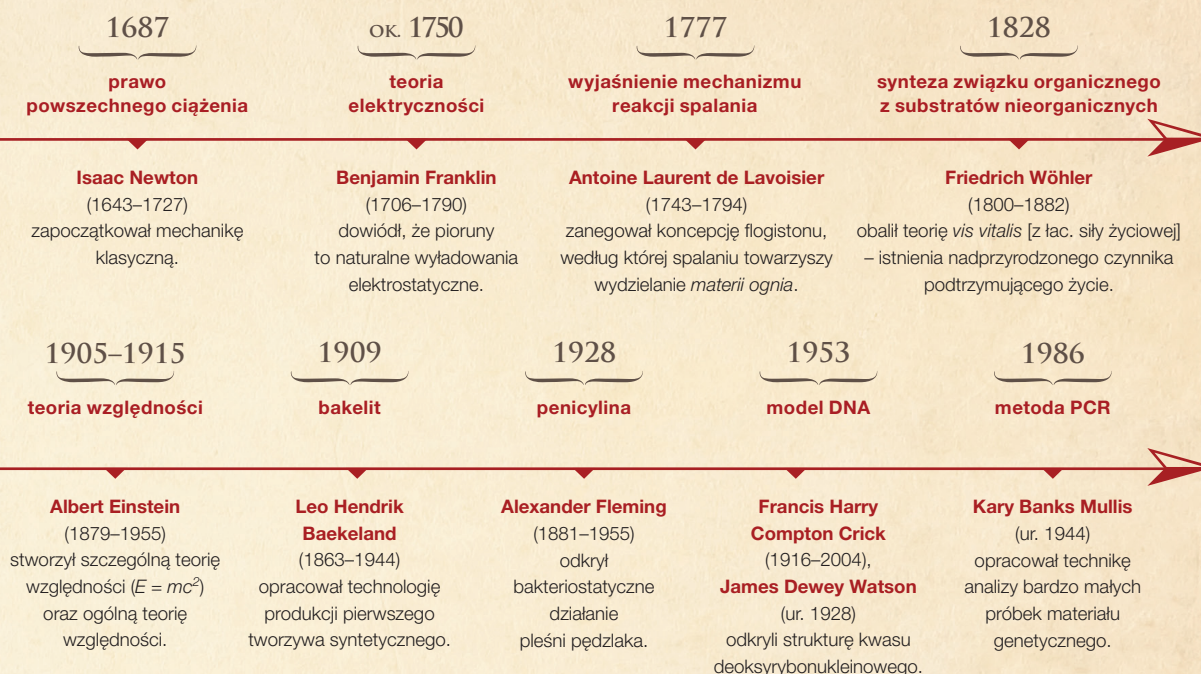 1687
prawo
powszechnego ciążenia
Isaac Newton
(1643–1727)
zapoczątkował mechanikę
klasyczną.
OK. 1750
teoria
elektryczności
Benjamin Franklin
(1706–1790)
dowiódł, że pioruny
to naturalne wyładowania
elektrostatyczne.
1777
wyjaśnienie mechanizmu
reakcji spalania
Antoine Laurent de Lavoisier
(1743–1794)
zanegował koncepcję flogistonu,
według której spalaniu towarzyszy
wydzielanie materii ognia.
1828
synteza związku organicznego
z substratów nieorganicznych
Friedrich Wöhler
(1800–1882)
obalił teorię vis vitalis [z łac. siły życiowej]
– istnienia nadprzyrodzonego czynnika
podtrzymującego życie.
1905–1915
teoria względności
Albert Einstein
(1879–1955)
stworzył szczególną teorię
względności (E = mc²)
oraz ogólną teorię
względności.
1909
bakelit
Leo Hendrik
Baekeland
(1863–1944)
opracował technologię
produkcji pierwszego
tworzywa syntetycznego.
1928
penicylina
Alexander Fleming
(1881–1955)
odkrył
bakteriostatyczne
działanie
pleśni pędzlaka.
1953
model DNA
Francis Harry
Compton Crick
(1916–2004),
James Dewey Watson
(ur. 1928)
odkryli strukturę kwasu
deoksyrybonukleinowego.
1986
metoda PCR
Kary Banks Mullis
(ur. 1944)
opracował technikę
analizy bardzo małych
próbek materiału
genetycznego.